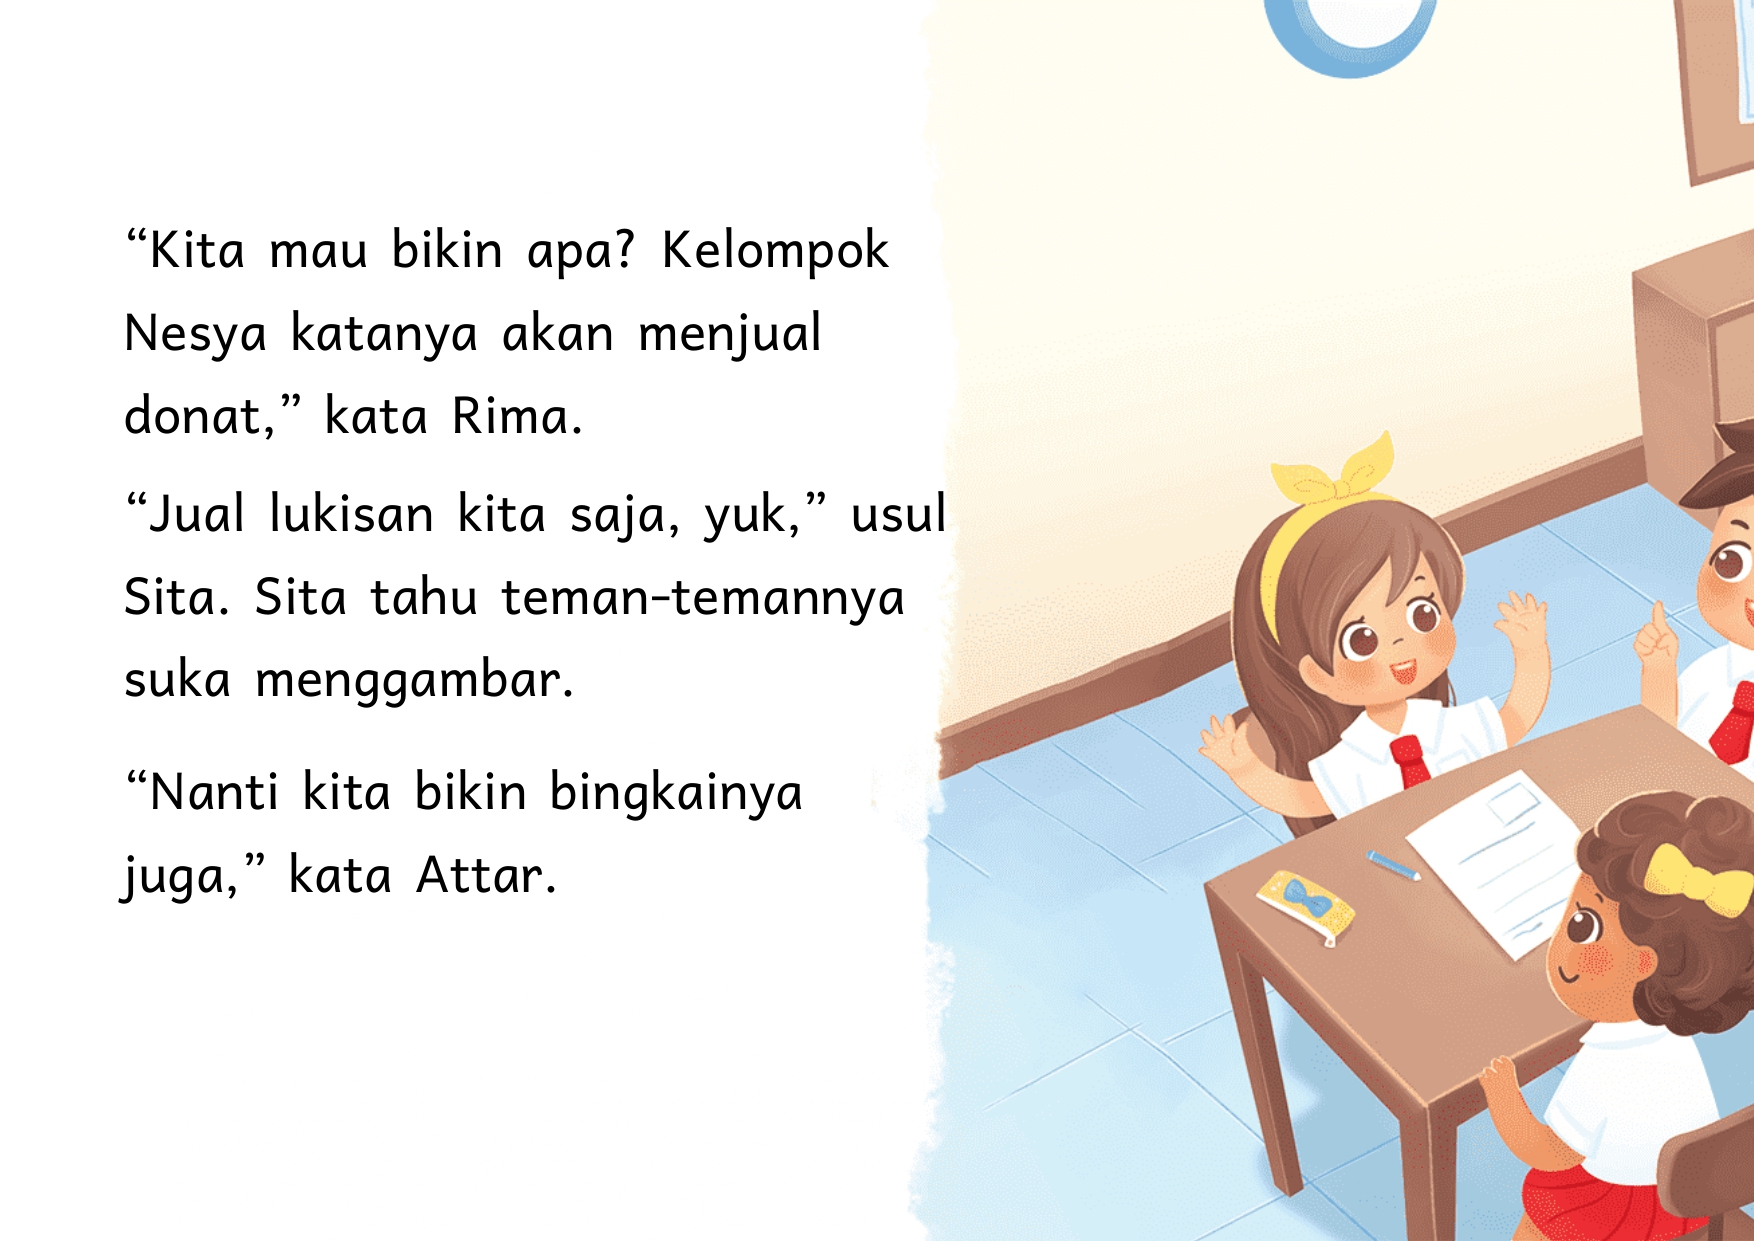 “Kita mau bikin apa? Kelompok
Nesya katanya akan menjual
donat,” kata Rima.
“Jual lukisan kita saja, yuk,” usul
Sita. Sita tahu teman-temannya
suka menggambar.
“Nanti kita bikin bingkainya
juga,” kata Attar.